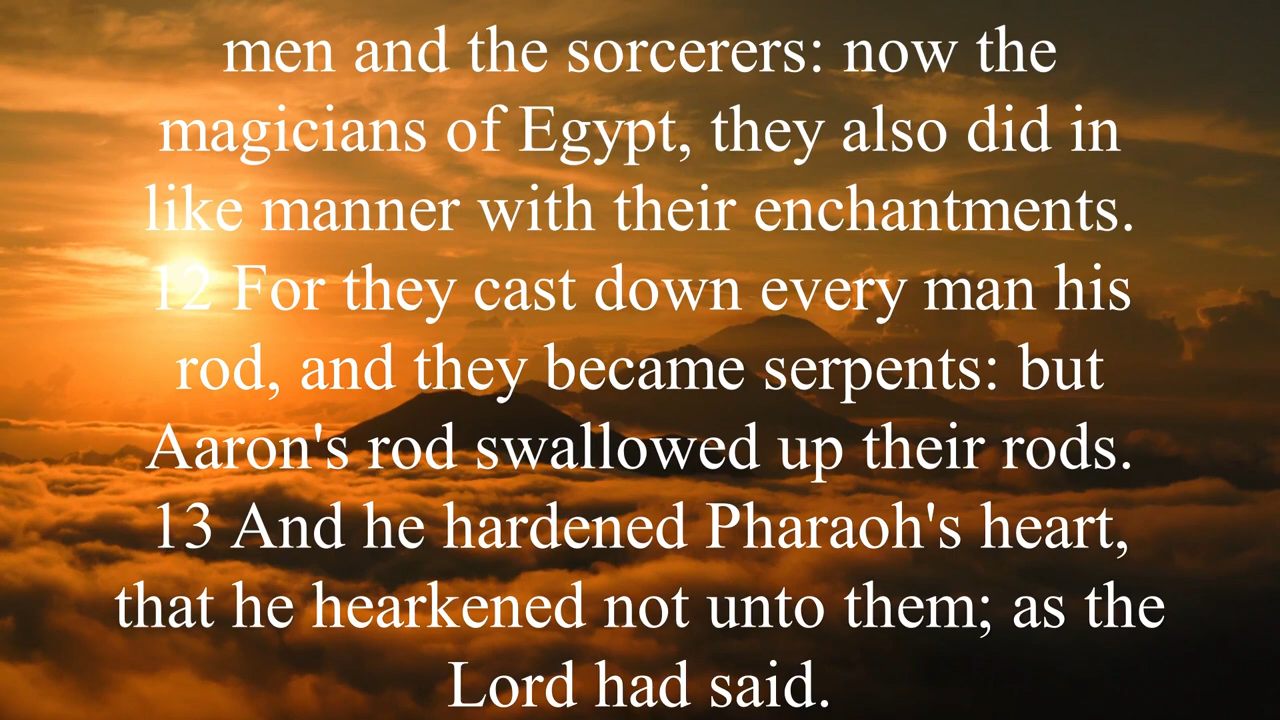 men and the sorcerers: now the
magicians of Egypt, they also did in
like manner with their enchantments.
12 For they cast down every man his
rod, and they became serpents: but
Aaron's rod swallowed up their rods.
13 And he hardened Pharaoh's heart,
that he hearkened not unto them; as the
Lord had said.